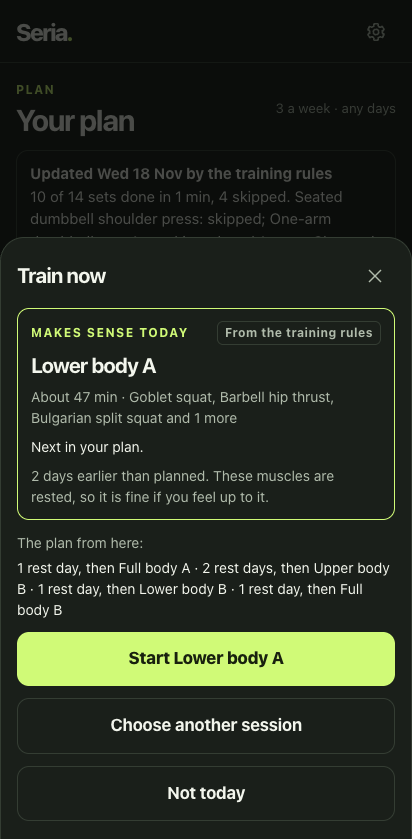 Seria.
PLAN
Your plan
3 a week · any days
Updated Wed 18 Nov by the training rules
10 of 14 sets done in 1 min, 4 skipped. Seated
dumbbell shoulder press: skipped; One-arm
Train now
MAKES SENSE TODAY
From the training rules
Lower body A
About 47 min · Goblet squat, Barbell hip thrust,
Bulgarian split squat and 1 more
Next in your plan.
2 days earlier than planned. These muscles are
rested, so it is fine if you feel up to it.
The plan from here:
1 rest day, then Full body A · 2 rest days, then Upper body
B · 1 rest day, then Lower body B · 1 rest day, then Full
body B
Start Lower body A
Choose another session
Not today